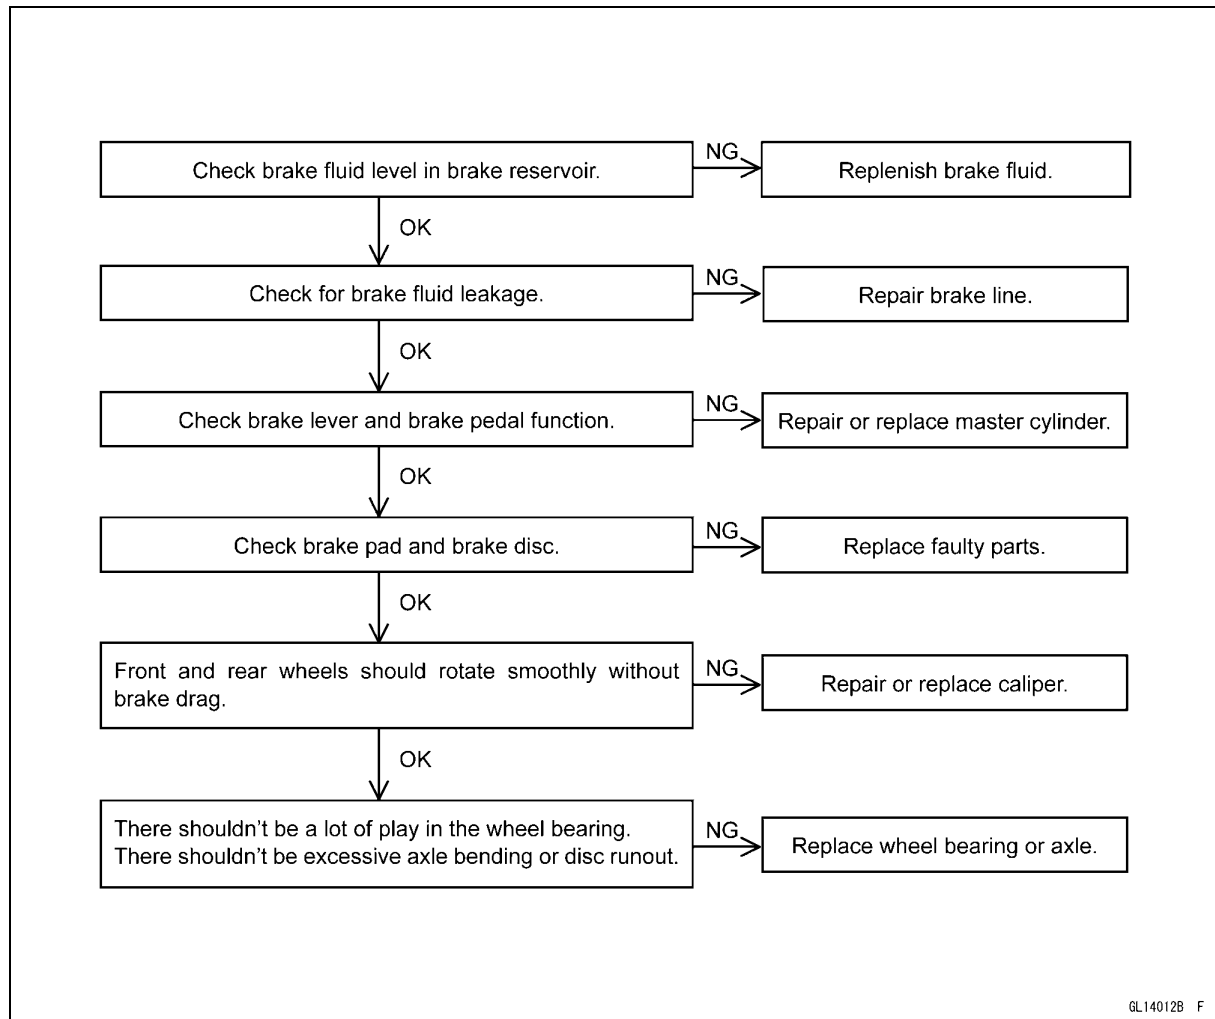 Check brake fluid level in brake reservoir.
NG
Replenish brake fluid.
OK
Check for brake fluid leakage.
NG
Repair brake line.
OK
Check brake lever and brake pedal function.
NG
Repair or replace master cylinder.
OK
Check brake pad and brake disc.
NG
Replace faulty parts.
OK
Front and rear wheels should rotate smoothly without
brake drag.
NG
Repair or replace caliper.
OK
There shouldn't be a lot of play in the wheel bearing.
There shouldn't be excessive axle bending or disc runout.
NG
Replace wheel bearing or axle.
GL14012B F